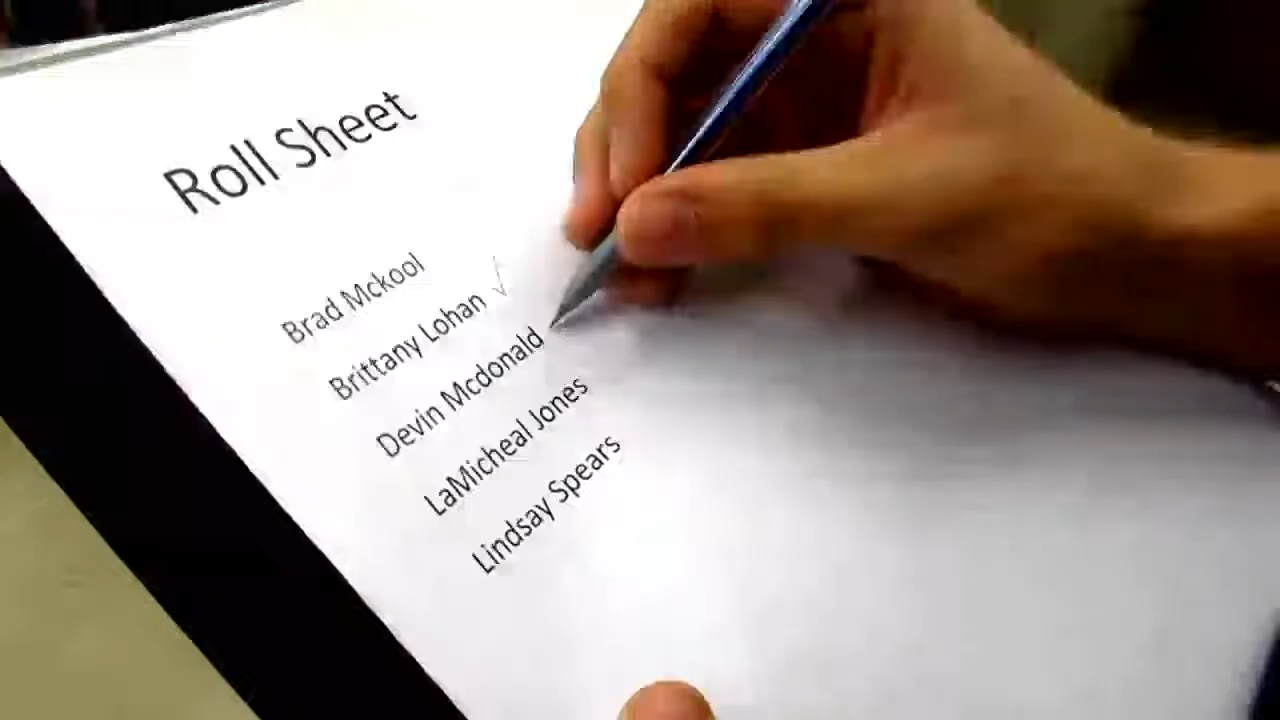 Roll Sheet
Brad Mckool
Brittany Lohan √
Devin Mcdonald
LaMicheal Jones
Lindsay Spears